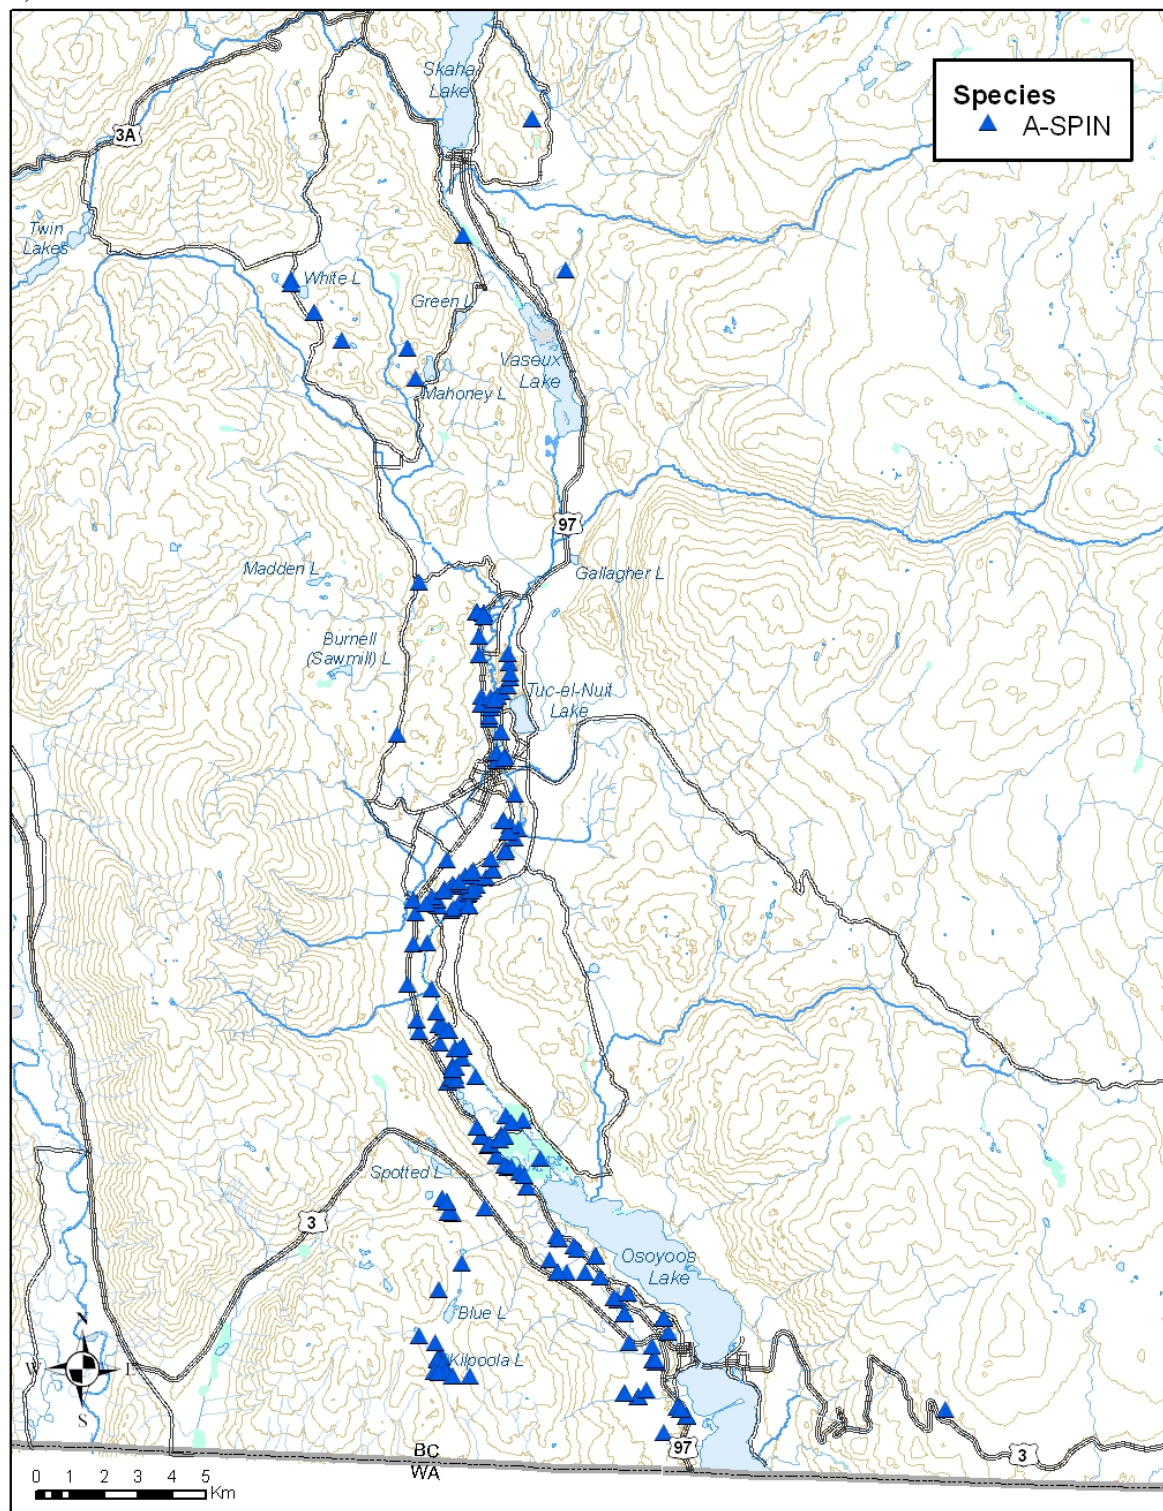 Skaha
Lake
Species
A-SPIN
3A
Twin
Lakes
White L
Green L
Vaseux
Lake
Mahoney L
97
Madden L
Gallagher L
Burnell
(Sawmill) L
Tuc-el-Nuit
Lake
Spotted L
3
Osoyoos
Lake
Blue L
N
W
E
S
Kilpoola L
97
3
BC
WA
0 1 2 3 4 5
Km